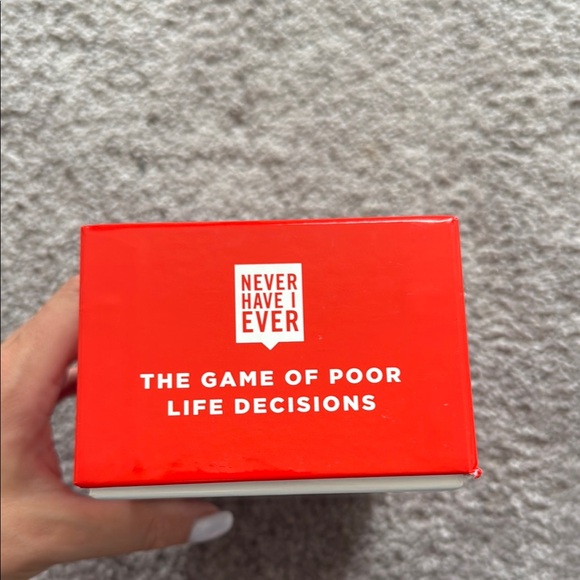 NEVER
HAVE I
EVER
THE GAME OF POOR
LIFE DECISIONS